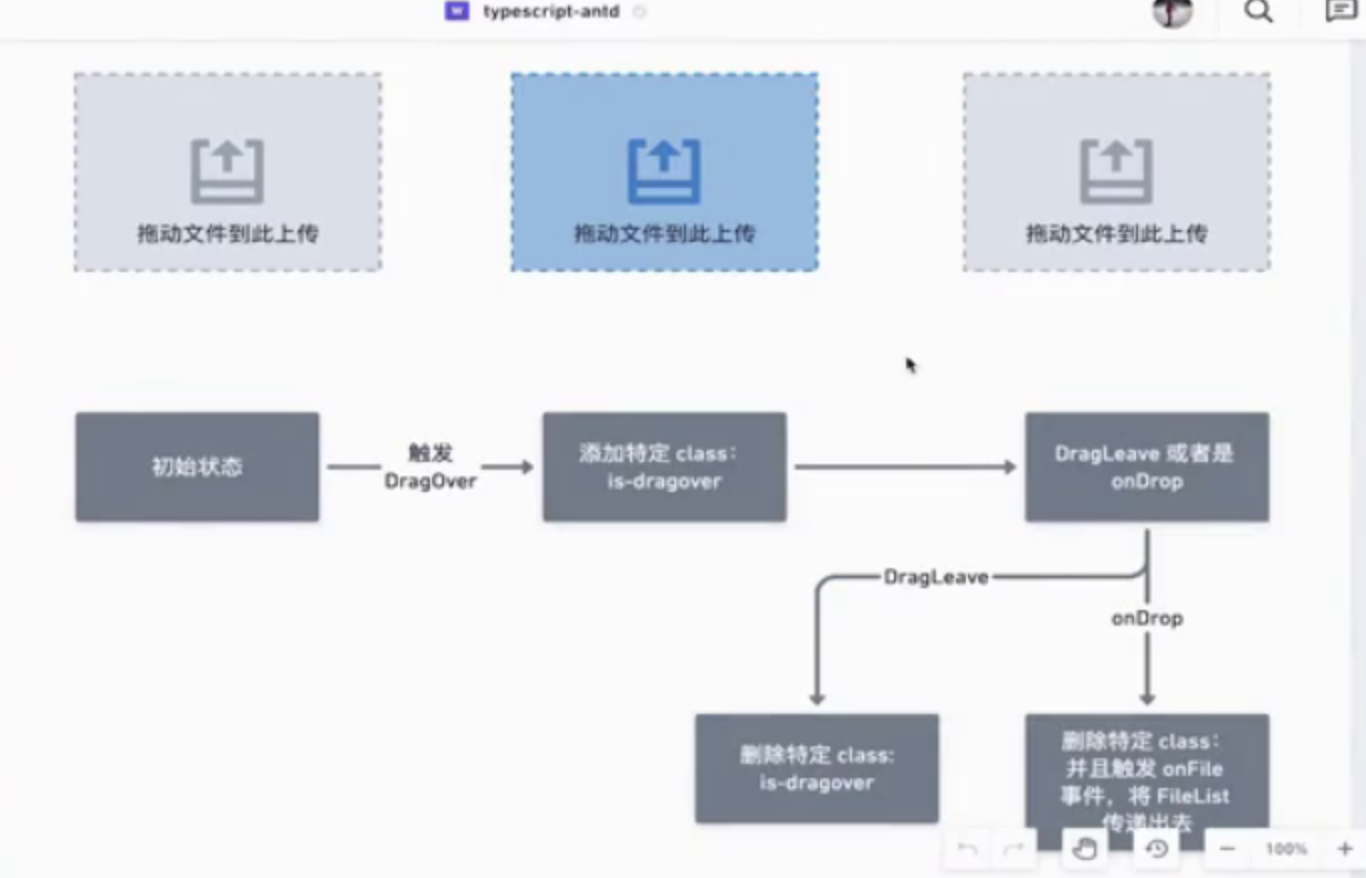 typescript-antd
拖动文件到此上传
拖动文件到此上传
拖动文件到此上传
初始状态
触发
DragOver
添加特定 class：
is-dragover
DragLeave 或者是
onDrop
DragLeave
onDrop
删除特定 class:
is-dragover
删除特定 class：
并且触发 onFile
事件，将 FileList
传递出去
100%